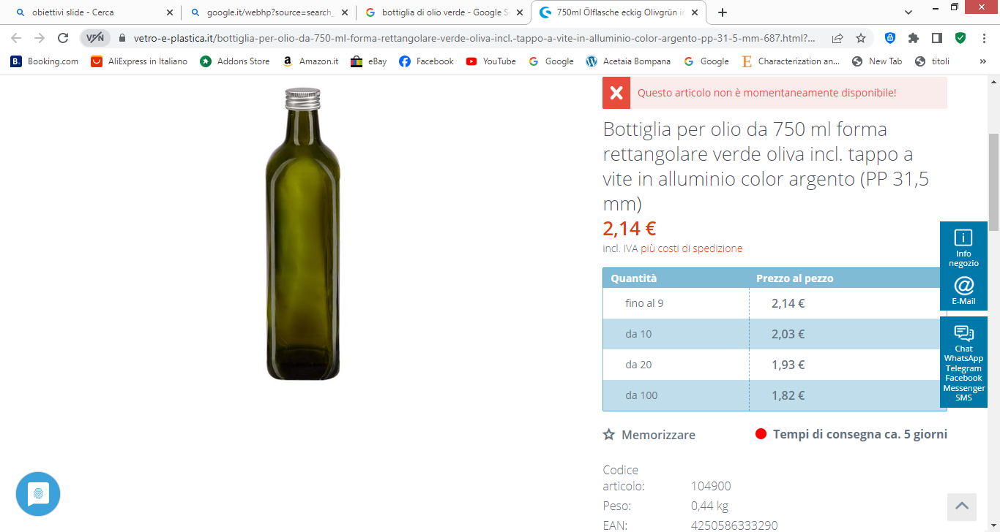 obiettivi slide - Cerca
google.it/webhp?source=search_
bottiglia di olio verde - Google S
750ml Ölflasche eckig Olivgrün in
VPN
vetro-e-plastica.it/bottiglia-per-olio-da-750-ml-forma-rettangolare-verde-oliva-incl.-tappo-a-vite-in-alluminio-color-argento-pp-31-5-mm-687.html?...
B. Booking.com
AliExpress in Italiano
Addons Store
a Amazon.it
eBay
Facebook
YouTube
G Google
Acetaia Bompana
G Google
E Characterization an...
New Tab
titoli
»
Questo articolo non è momentaneamente disponibile!
Bottiglia per olio da 750 ml forma
rettangolare verde oliva incl. tappo a
vite in alluminio color argento (PP 31,5
mm)
2,14 €
incl. IVA più costi di spedizione
Quantità Prezzo al pezzo
fino al 9 2,14 €
da 10 2,03 €
da 20 1,93 €
da 100 1,82 €
Memorizzare
Tempi di consegna ca. 5 giorni
Codice
articolo: 104900
Peso: 0,44 kg
EAN: 4250586333290
Info
negozio
@
E-Mail
Chat
WhatsApp
Telegram
Facebook
Messenger
SMS